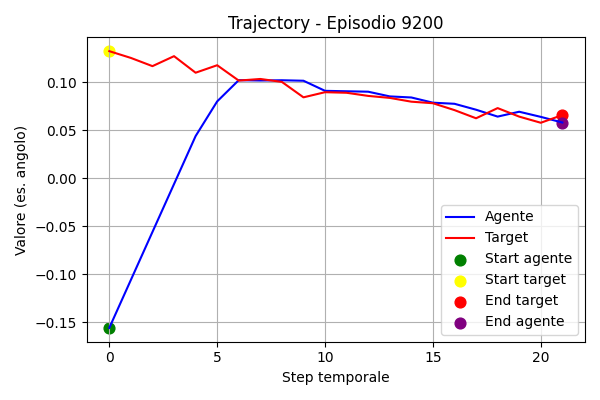 Trajectory - Episodio 9200
Valore (es. angolo)
0.10
0.05
0.00
−0.05
−0.10
−0.15
0
5
10
15
20
Step temporale
Agente
Target
Start agente
Start target
End target
End agente